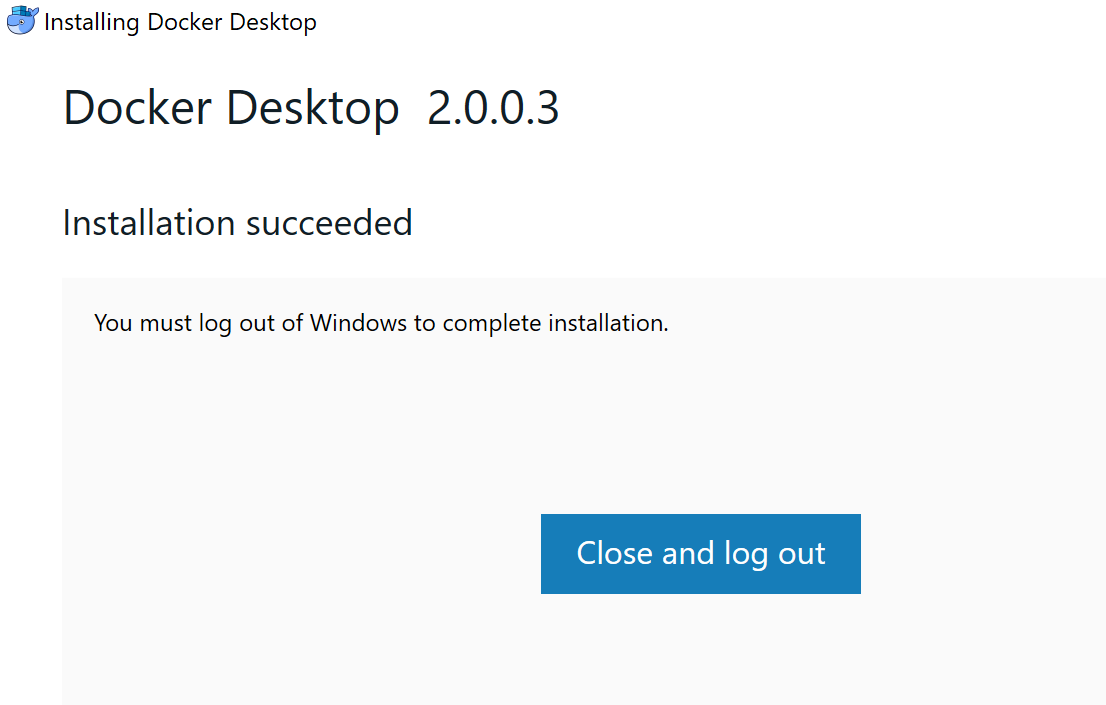 Installing Docker Desktop
Docker Desktop 2.0.0.3
Installation succeeded
You must log out of Windows to complete installation.
Close and log out